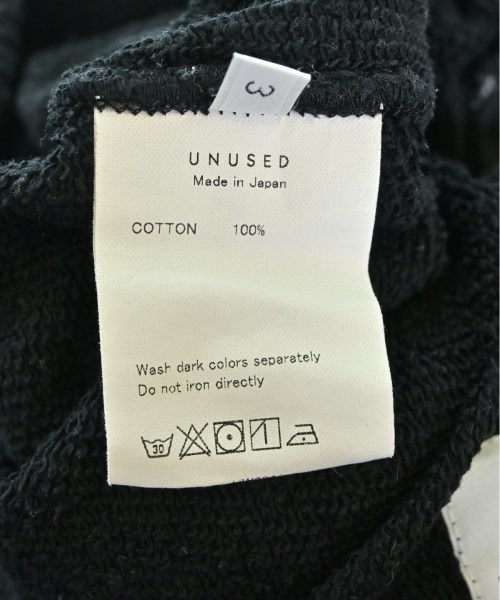 3
UNUSED
Made in Japan
COTTON 100%
Wash dark colors separately
Do not iron directly
30